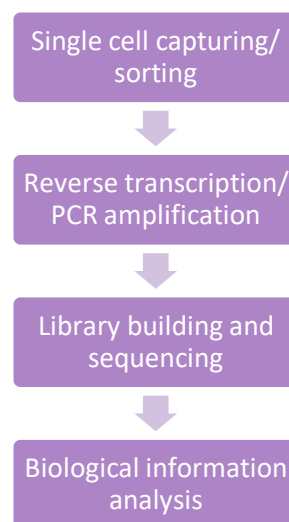 Single cell capturing/
sorting
Reverse transcription/
PCR amplification
Library building and
sequencing
Biological information
analysis